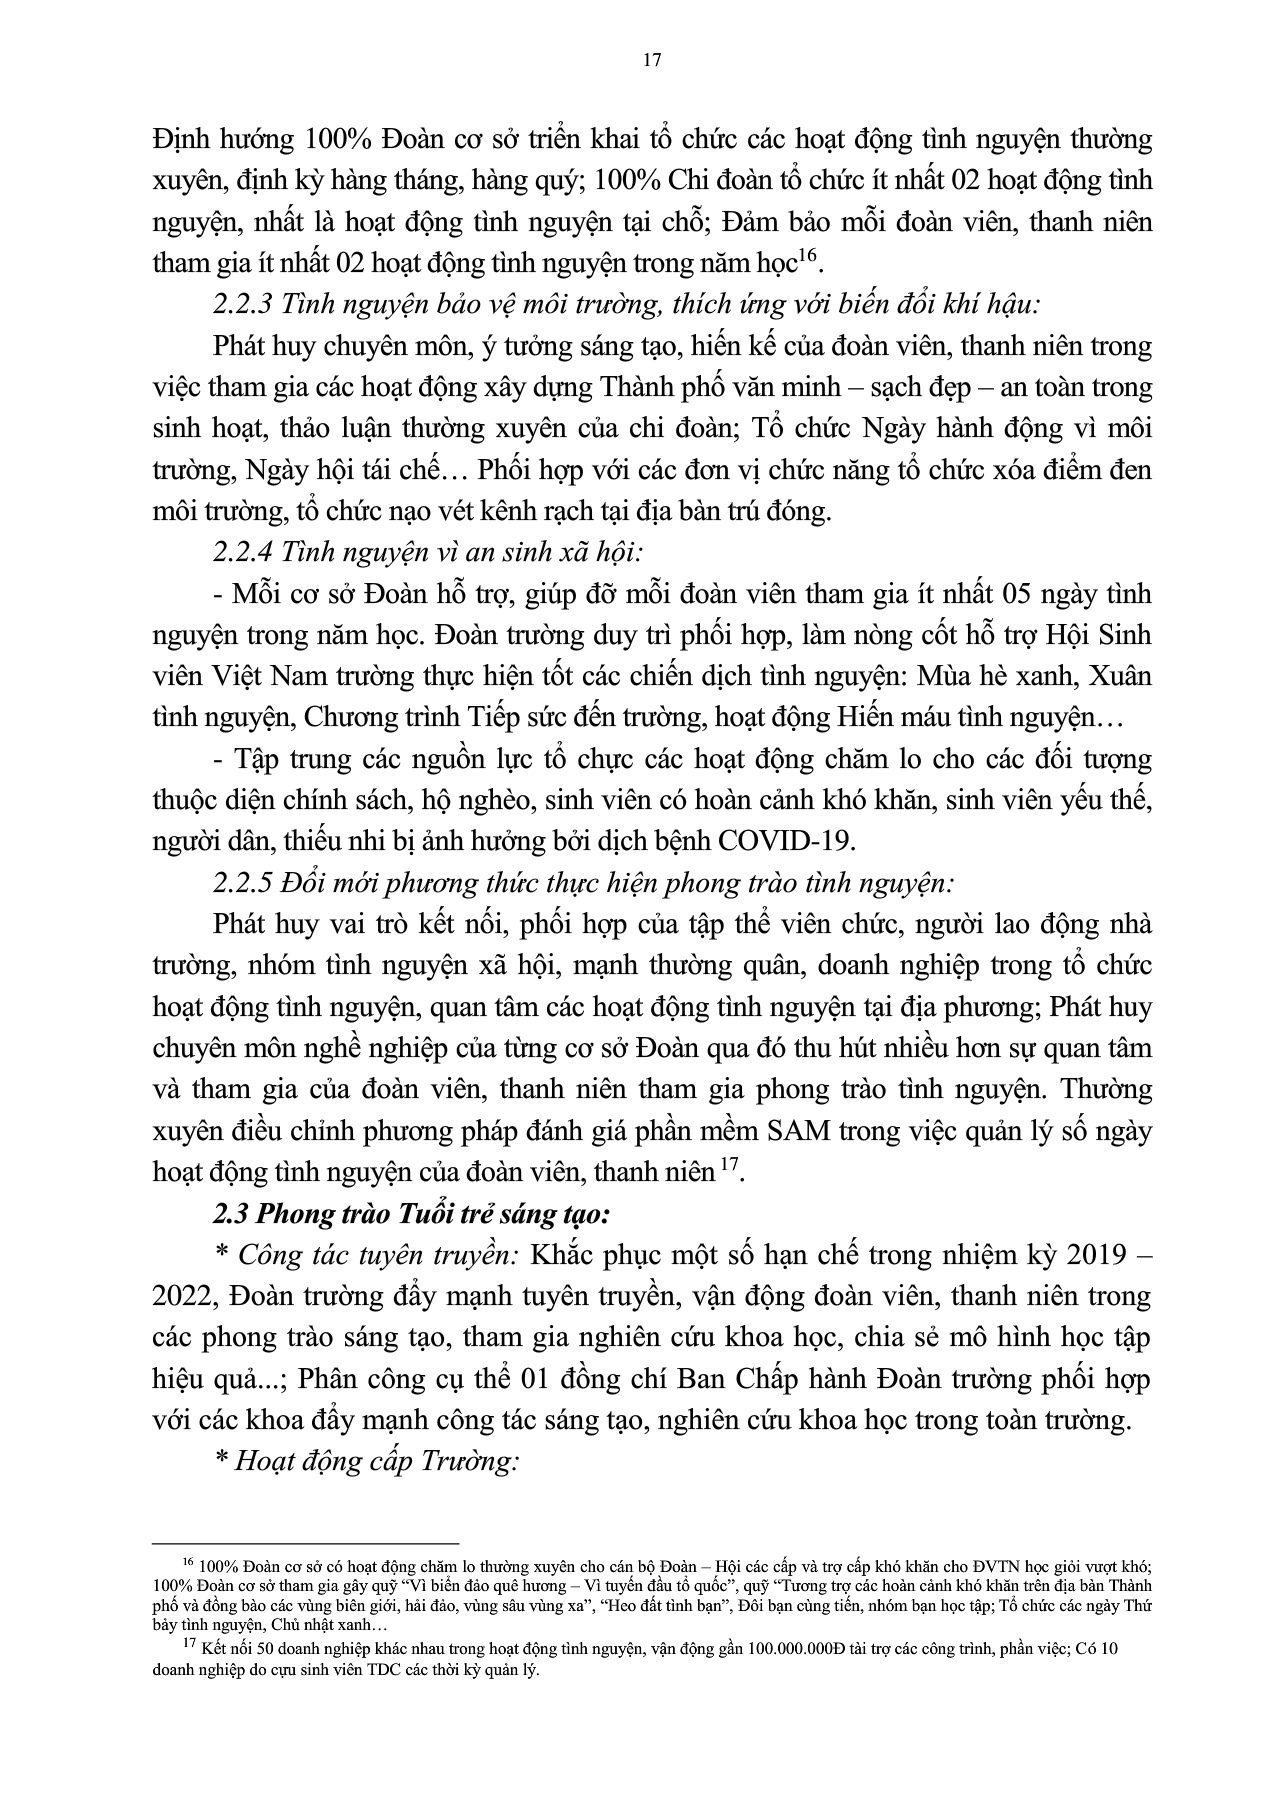 17
Định hướng 100% Đoàn cơ sở triển khai tổ chức các hoạt động tình nguyện thường
xuyên, định kỳ hàng tháng, hàng quý; 100% Chi đoàn tổ chức ít nhất 02 hoạt động tình
nguyện, nhất là hoạt động tình nguyện tại chỗ; Đảm bảo mỗi đoàn viên, thanh niên
tham gia ít nhất 02 hoạt động tình nguyện trong năm học16.
2.2.3 Tình nguyện bảo vệ môi trường, thích ứng với biến đổi khí hậu:
Phát huy chuyên môn, ý tưởng sáng tạo, hiến kế của đoàn viên, thanh niên trong
việc tham gia các hoạt động xây dựng Thành phố văn minh – sạch đẹp – an toàn trong
sinh hoạt, thảo luận thường xuyên của chi đoàn; Tổ chức Ngày hành động vì môi
trường, Ngày hội tái chế… Phối hợp với các đơn vị chức năng tổ chức xóa điểm đen
môi trường, tổ chức nạo vét kênh rạch tại địa bàn trú đóng.
2.2.4 Tình nguyện vì an sinh xã hội:
- Mỗi cơ sở Đoàn hỗ trợ, giúp đỡ mỗi đoàn viên tham gia ít nhất 05 ngày tình
nguyện trong năm học. Đoàn trường duy trì phối hợp, làm nòng cốt hỗ trợ Hội Sinh
viên Việt Nam trường thực hiện tốt các chiến dịch tình nguyện: Mùa hè xanh, Xuân
tình nguyện, Chương trình Tiếp sức đến trường, hoạt động Hiến máu tình nguyện…
- Tập trung các nguồn lực tổ chực các hoạt động chăm lo cho các đối tượng
thuộc diện chính sách, hộ nghèo, sinh viên có hoàn cảnh khó khăn, sinh viên yếu thế,
người dân, thiếu nhi bị ảnh hưởng bởi dịch bệnh COVID-19.
2.2.5 Đổi mới phương thức thực hiện phong trào tình nguyện:
Phát huy vai trò kết nối, phối hợp của tập thể viên chức, người lao động nhà
trường, nhóm tình nguyện xã hội, mạnh thường quân, doanh nghiệp trong tổ chức
hoạt động tình nguyện, quan tâm các hoạt động tình nguyện tại địa phương; Phát huy
chuyên môn nghề nghiệp của từng cơ sở Đoàn qua đó thu hút nhiều hơn sự quan tâm
và tham gia của đoàn viên, thanh niên tham gia phong trào tình nguyện. Thường
xuyên điều chỉnh phương pháp đánh giá phần mềm SAM trong việc quản lý số ngày
hoạt động tình nguyện của đoàn viên, thanh niên 17.
2.3 Phong trào Tuổi trẻ sáng tạo:
* Công tác tuyên truyền: Khắc phục một số hạn chế trong nhiệm kỳ 2019 –
2022, Đoàn trường đẩy mạnh tuyên truyền, vận động đoàn viên, thanh niên trong
các phong trào sáng tạo, tham gia nghiên cứu khoa học, chia sẻ mô hình học tập
hiệu quả...; Phân công cụ thể 01 đồng chí Ban Chấp hành Đoàn trường phối hợp
với các khoa đẩy mạnh công tác sáng tạo, nghiên cứu khoa học trong toàn trường.
* Hoạt động cấp Trường:
16 100% Đoàn cơ sở có hoạt động chăm lo thường xuyên cho cán bộ Đoàn – Hội các cấp và trợ cấp khó khăn cho ĐVTN học giỏi vượt khó;
100% Đoàn cơ sở tham gia gây quỹ “Vì biển đảo quê hương – Vì tuyến đầu tổ quốc”, quỹ “Tương trợ các hoàn cảnh khó khăn trên địa bàn Thành
phố và đồng bào các vùng biên giới, hải đảo, vùng sâu vùng xa”, “Heo đất tình bạn”, Đôi bạn cùng tiến, nhóm bạn học tập; Tổ chức các ngày Thứ
bảy tình nguyện, Chủ nhật xanh…
17 Kết nối 50 doanh nghiệp khác nhau trong hoạt động tình nguyện, vận động gần 100.000.000Đ tài trợ các công trình, phần việc; Có 10
doanh nghiệp do cựu sinh viên TDC các thời kỳ quản lý.